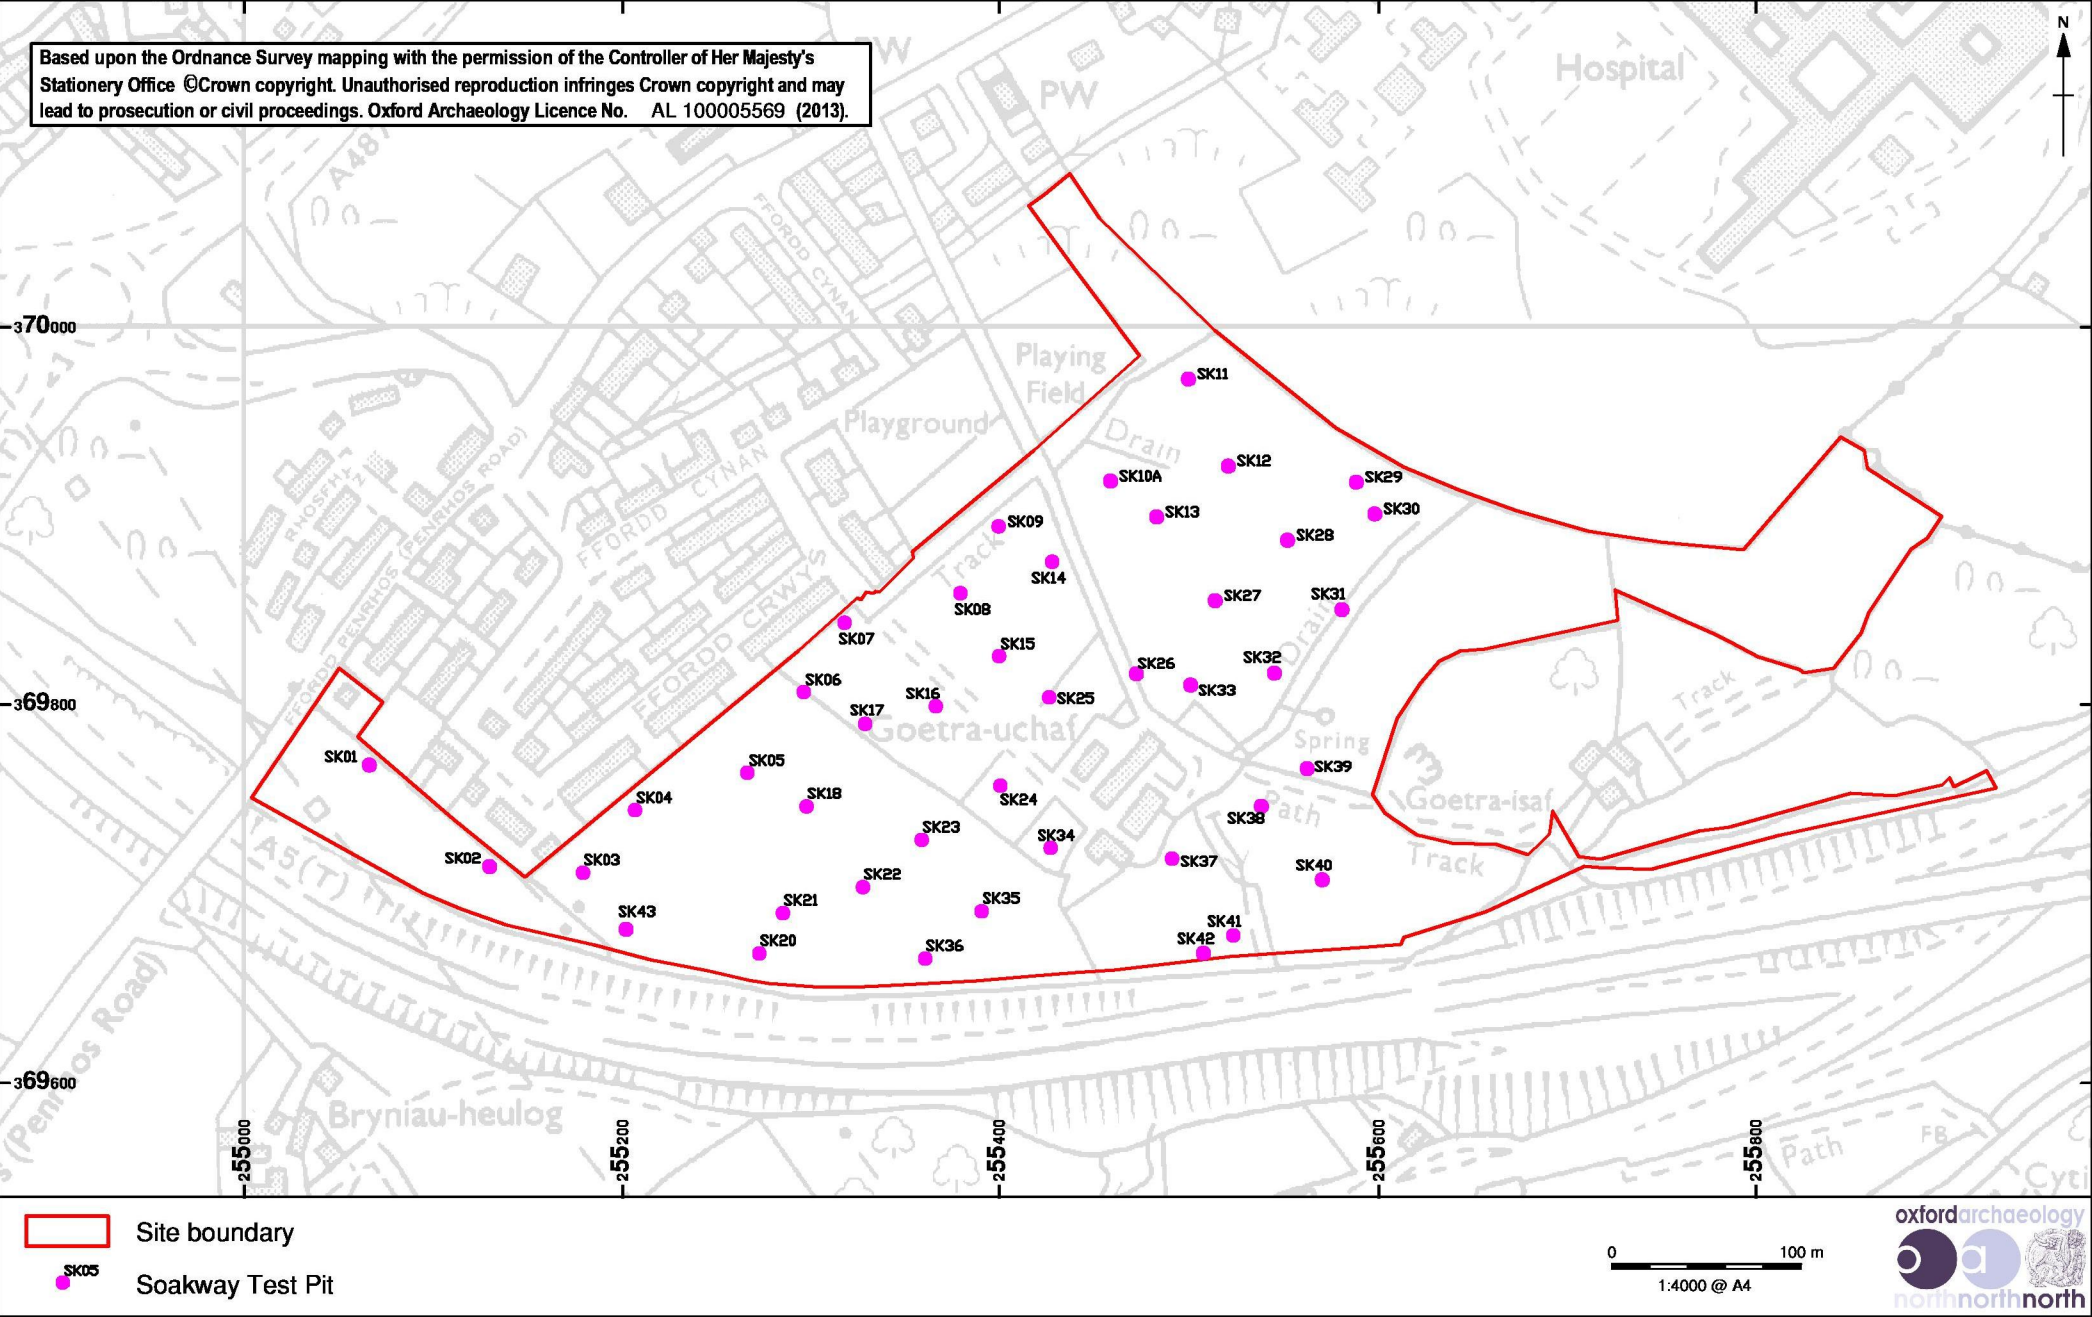 Based upon the Ordnance Survey mapping with the permission of the Controller of Her Majesty's
Stationery Office ©Crown copyright. Unauthorised reproduction infringes Crown copyright and may
lead to prosecution or civil proceedings. Oxford Archaeology Licence No. AL 100005569 (2013).
N
PW
PW
Hospital
A487
FFORDD CYNAN
370000
Playing
Field
SK11
Playground
Drain
SK12
SK10A
SK29
RHOSFRYN
FFORDD PENRHOS (PENRHOS ROAD)
FFORDD CYNAN
SK13
SK30
SK09
SK28
Track
SK14
SK27
SK31
SK08
FFORDD CRWYS
SK07
Drain
SK15
SK26
SK32
SK33
SK06
SK16
SK25
Track
369800
SK17
Goetra-uchaf
Spring
SK01
SK05
SK39
SK04
SK18
SK24
Goetra-isaf
SK38
Path
SK23
SK34
A5(T)
SK02
SK03
SK37
Track
SK22
SK40
SK21
SK35
SK43
SK41
SK20
SK36
SK42
(Penrhos Road)
369600
Bryniau-heulog
FB
Path
Cyti
255000
255200
255400
255600
255800
Site boundary
SK05
Soakway Test Pit
0 100 m
1:4000 @ A4
oxfordarchaeology
oa
northnorthnorth